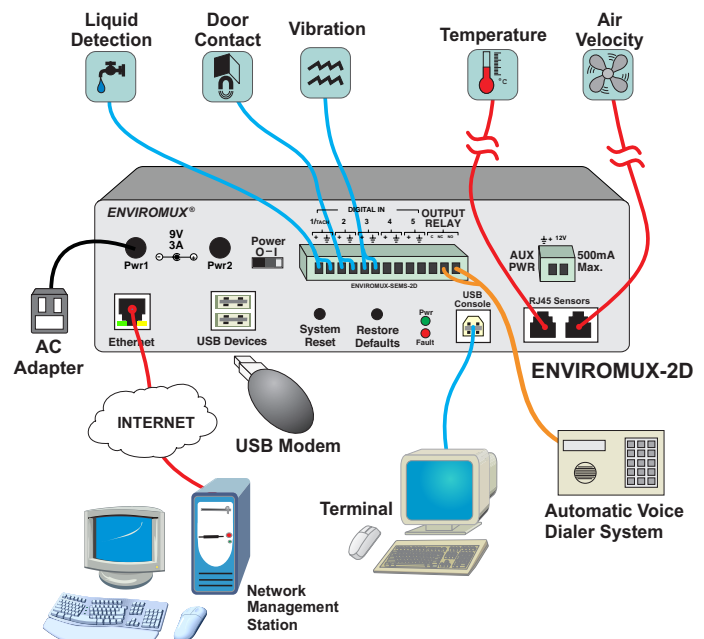 Liquid
Detection
Door
Contact
Vibration
Temperature
Air
Velocity
°C
ENVIROMUX®
DIGITAL IN
1/TACH 2 3 4 5
OUTPUT
RELAY
+ + + + +
C NC NO
9V
3A
Power
O–I
Pwr1
Pwr2
ENVIROMUX-SEMS-2D
+ 12V
AUX
PWR
500mA
Max.
RJ45 Sensors
USB
Console
Pwr
Fault
Ethernet
USB Devices
System
Reset
Restore
Defaults
AC
Adapter
ENVIROMUX-2D
INTERNET
USB Modem
Terminal
Automatic Voice
Dialer System
Network
Management
Station